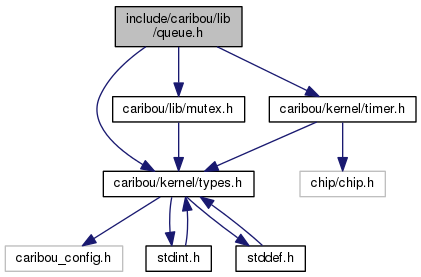 include/caribou/lib
/queue.h
caribou/lib/mutex.h
caribou/kernel/timer.h
caribou/kernel/types.h
chip/chip.h
caribou_config.h
stdint.h
stddef.h